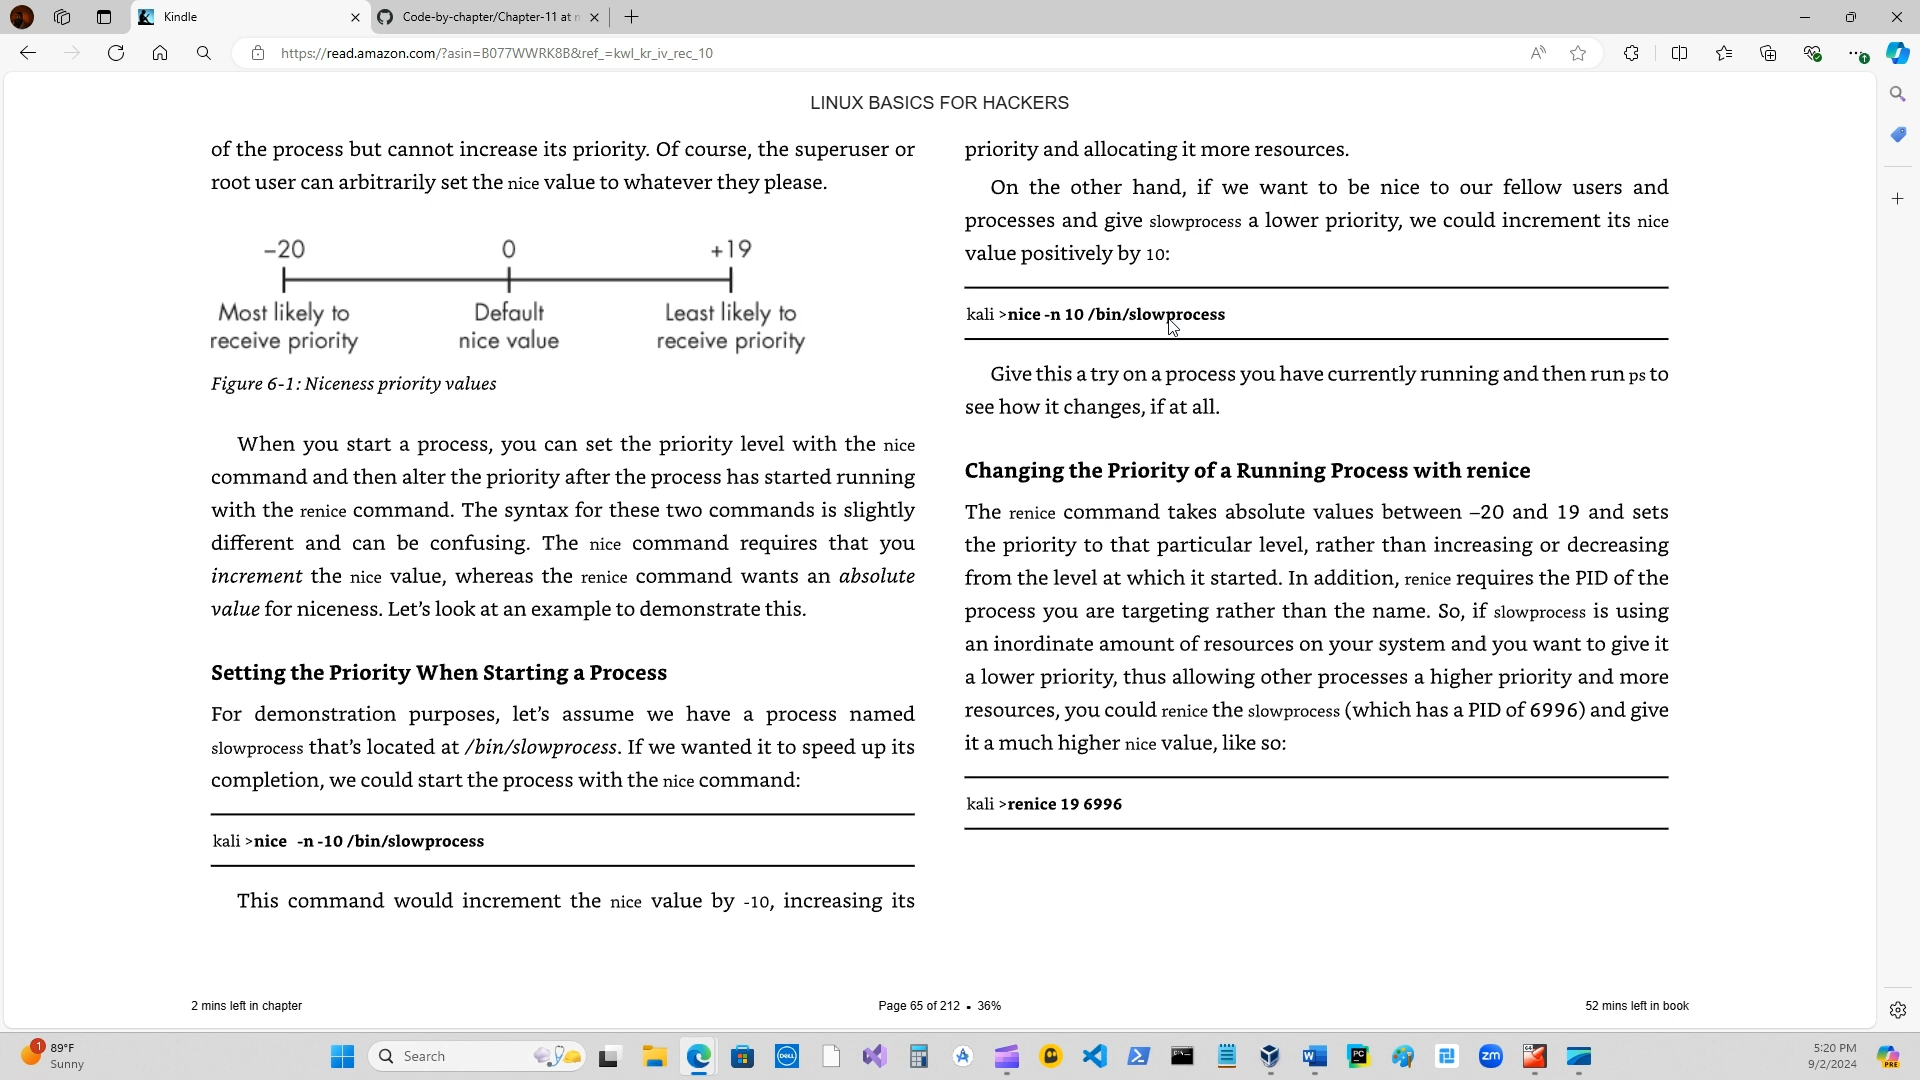 Kindle
Code-by-chapter/Chapter-11 at
https://read.amazon.com/?asin=B077WWRK8B&ref_=kwl_kr_iv_rec_10
LINUX BASICS FOR HACKERS
of the process but cannot increase its priority. Of course, the superuser or
root user can arbitrarily set the nice value to whatever they please.
–20 0 +19
Most likely to Default Least likely to
receive priority nice value receive priority
Figure 6-1: Niceness priority values
When you start a process, you can set the priority level with the nice
command and then alter the priority after the process has started running
with the renice command. The syntax for these two commands is slightly
different and can be confusing. The nice command requires that you
increment the nice value, whereas the renice command wants an absolute
value for niceness. Let’s look at an example to demonstrate this.
Setting the Priority When Starting a Process
For demonstration purposes, let’s assume we have a process named
slowprocess that’s located at /bin/slowprocess. If we wanted it to speed up its
completion, we could start the process with the nice command:
kali >nice -n -10 /bin/slowprocess
This command would increment the nice value by -10, increasing its
priority and allocating it more resources.
On the other hand, if we want to be nice to our fellow users and
processes and give slowprocess a lower priority, we could increment its nice
value positively by 10:
kali >nice -n 10 /bin/slowprocess
Give this a try on a process you have currently running and then run ps to
see how it changes, if at all.
Changing the Priority of a Running Process with renice
The renice command takes absolute values between –20 and 19 and sets
the priority to that particular level, rather than increasing or decreasing
from the level at which it started. In addition, renice requires the PID of the
process you are targeting rather than the name. So, if slowprocess is using
an inordinate amount of resources on your system and you want to give it
a lower priority, thus allowing other processes a higher priority and more
resources, you could renice the slowprocess (which has a PID of 6996) and give
it a much higher nice value, like so:
kali >renice 19 6996
2 mins left in chapter
Page 65 of 212 • 36%
52 mins left in book
1
89°F
Sunny
Search
DELL
PC
zm
5:20 PM
9/2/2024
PRE